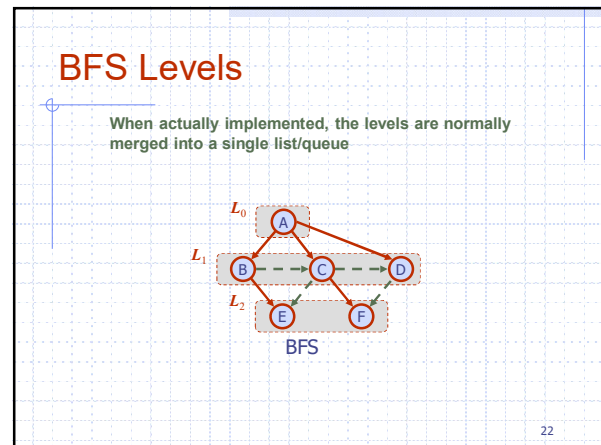 BFS Levels
When actually implemented, the levels are normally
merged into a single list/queue
L0
A
L1
B C D
L2
E F
BFS
22